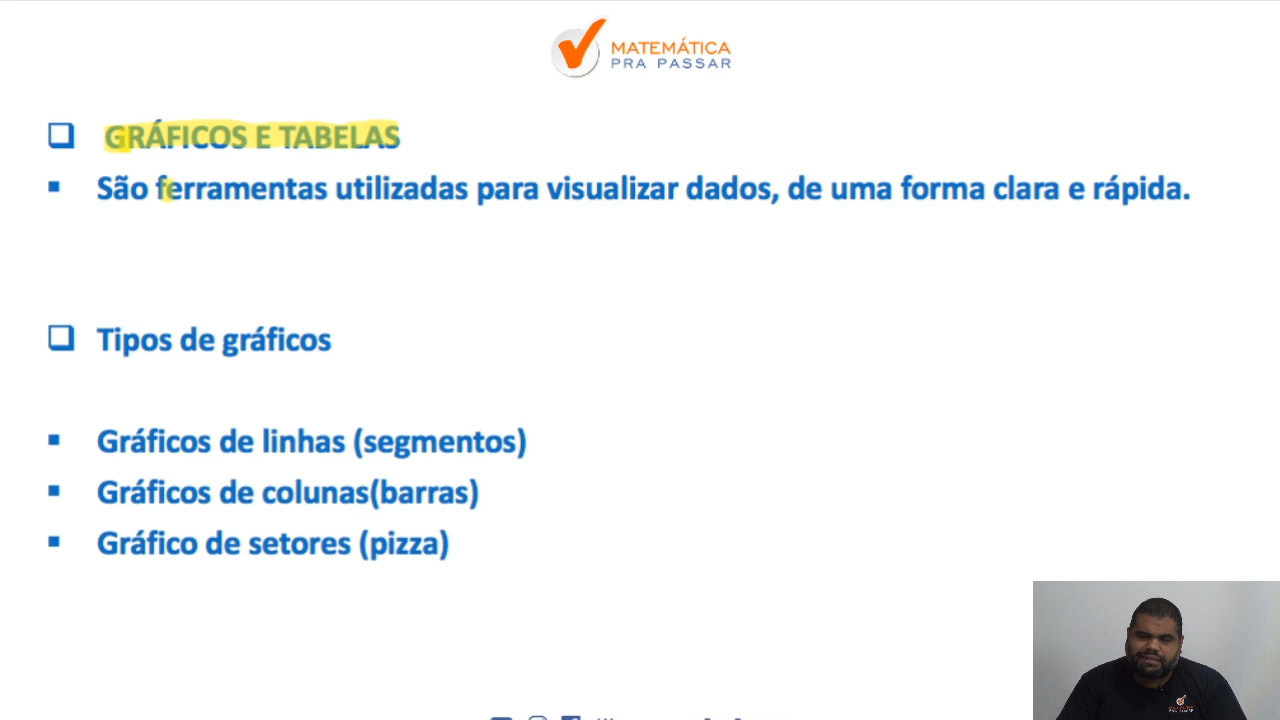 MATEMÁTICA
PRA PASSAR
GRÁFICOS E TABELAS
São ferramentas utilizadas para visualizar dados, de uma forma clara e rápida.
Tipos de gráficos
Gráficos de linhas (segmentos)
Gráficos de colunas(barras)
Gráfico de setores (pizza)